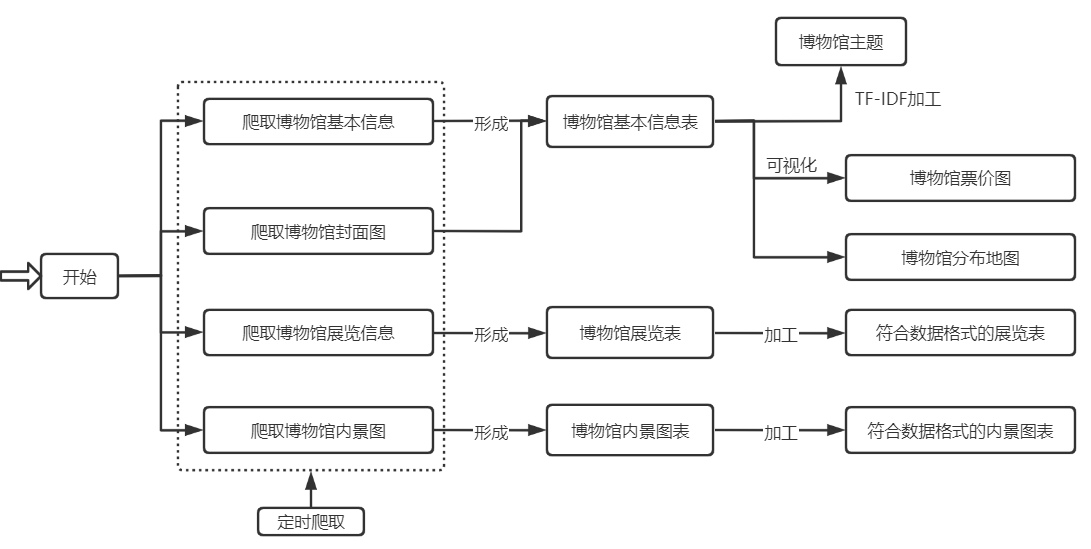 博物馆主题
TF-IDF加工
爬取博物馆基本信息
形成
博物馆基本信息表
可视化
博物馆票价图
爬取博物馆封面图
博物馆分布地图
开始
爬取博物馆展览信息
形成
博物馆展览表
加工
符合数据格式的展览表
爬取博物馆内景图
形成
博物馆内景图表
加工
符合数据格式的内景图表
定时爬取